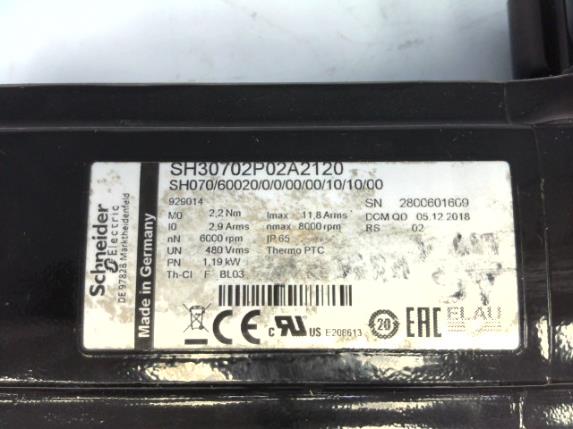 SH30702P02A2120
SH070/60020/0/0/00/00/10/10/00
929014
SN 2800601609
M0 2,2 Nm Imax 11,8 Arms DCM QD 05.12.2018
I0 2,9 Arms nmax 8000 rpm RS 02
nN 6000 rpm IP 65
UN 480 Vrms Thermo PTC
PN 1,19 kW
Th-Cl F BL03
Schneider
Electric
DE 97828 Marktheidenfeld
Made in Germany
CE
C US E208613
20
EAC
ELAU